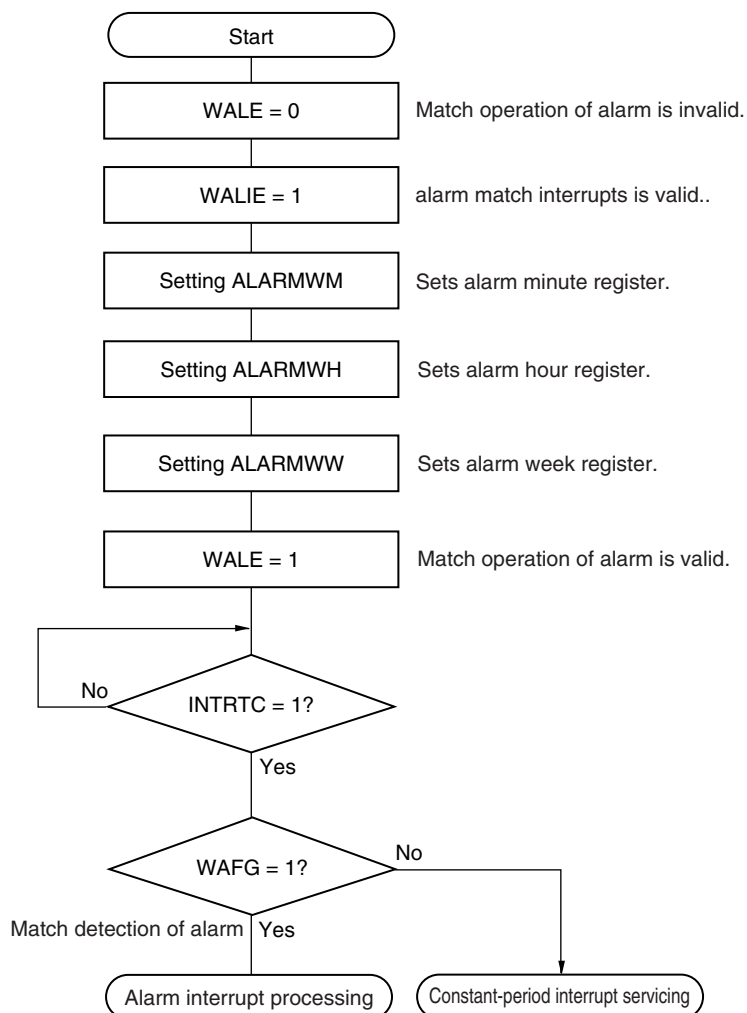 Start
WALE = 0
Match operation of alarm is invalid.
WALIE = 1
alarm match interrupts is valid..
Setting ALARMWM
Sets alarm minute register.
Setting ALARMWH
Sets alarm hour register.
Setting ALARMWW
Sets alarm week register.
WALE = 1
Match operation of alarm is valid.
No
INTRTC = 1?
Yes
WAFG = 1?
No
Match detection of alarm
Yes
Alarm interrupt processing
Constant-period interrupt servicing